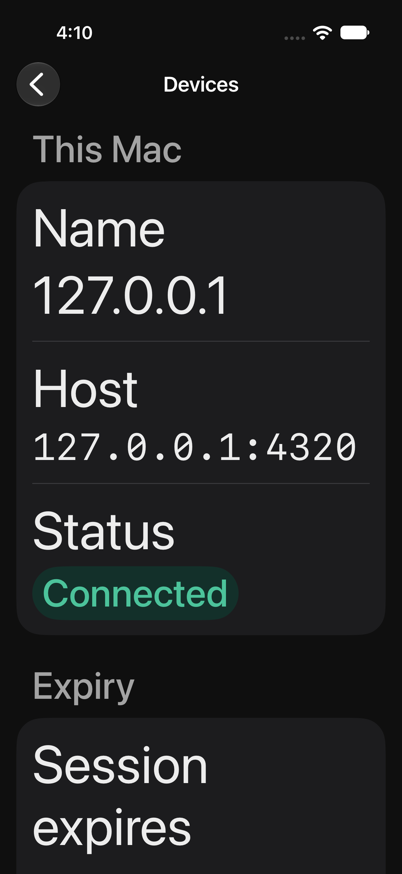 4:10
Devices
This Mac
Name
127.0.0.1
Host
127.0.0.1:4320
Status
Connected
Expiry
Session
expires